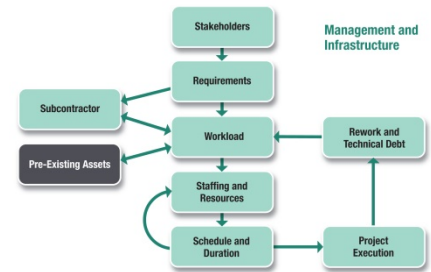 Stakeholders
Management and
Infrastructure
Requirements
Subcontractor
Workload
Rework and
Technical Debt
Pre-Existing Assets
Staffing and
Resources
Schedule and
Duration
Project
Execution